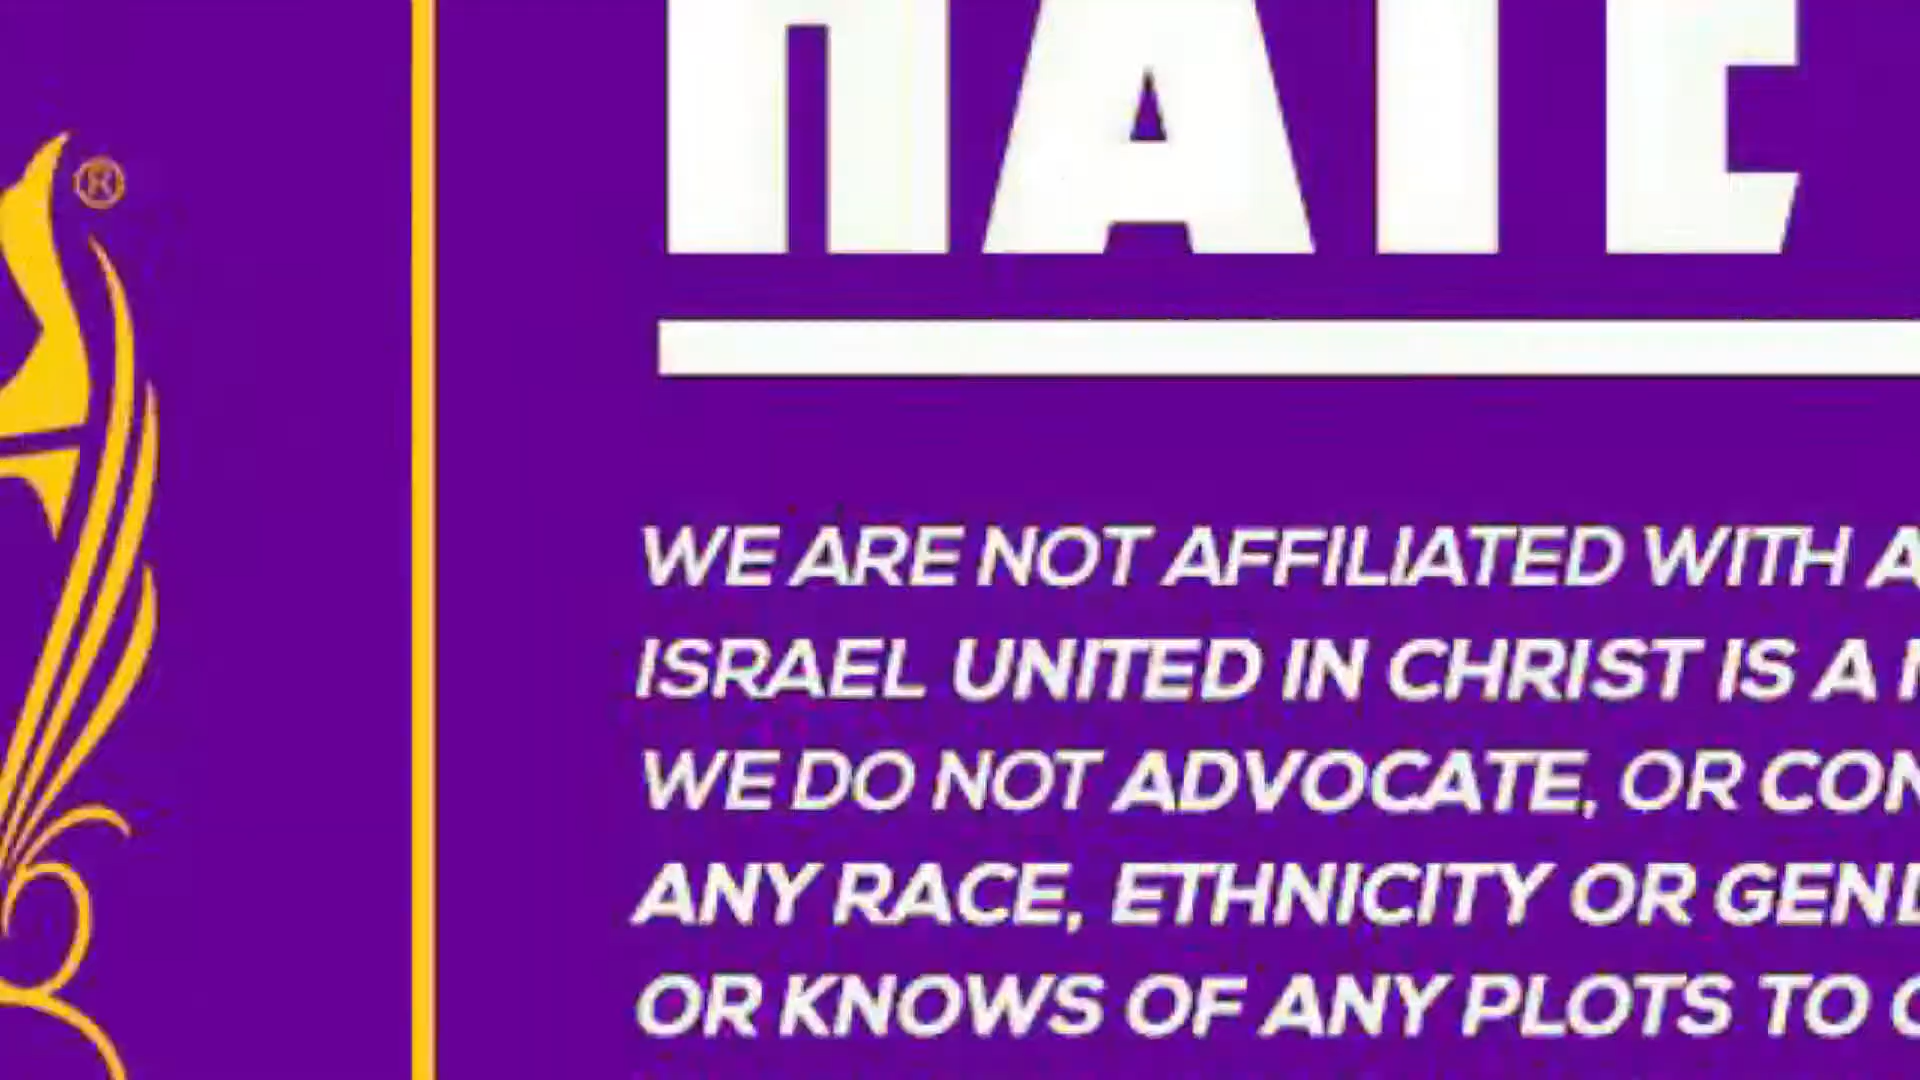 HATE
®
WE ARE NOT AFFILIATED WITH
ISRAEL UNITED IN CHRIST IS A
WE DO NOT ADVOCATE, OR
ANY RACE, ETHNICITY OR
OR KNOWS OF ANY PLOTS TO